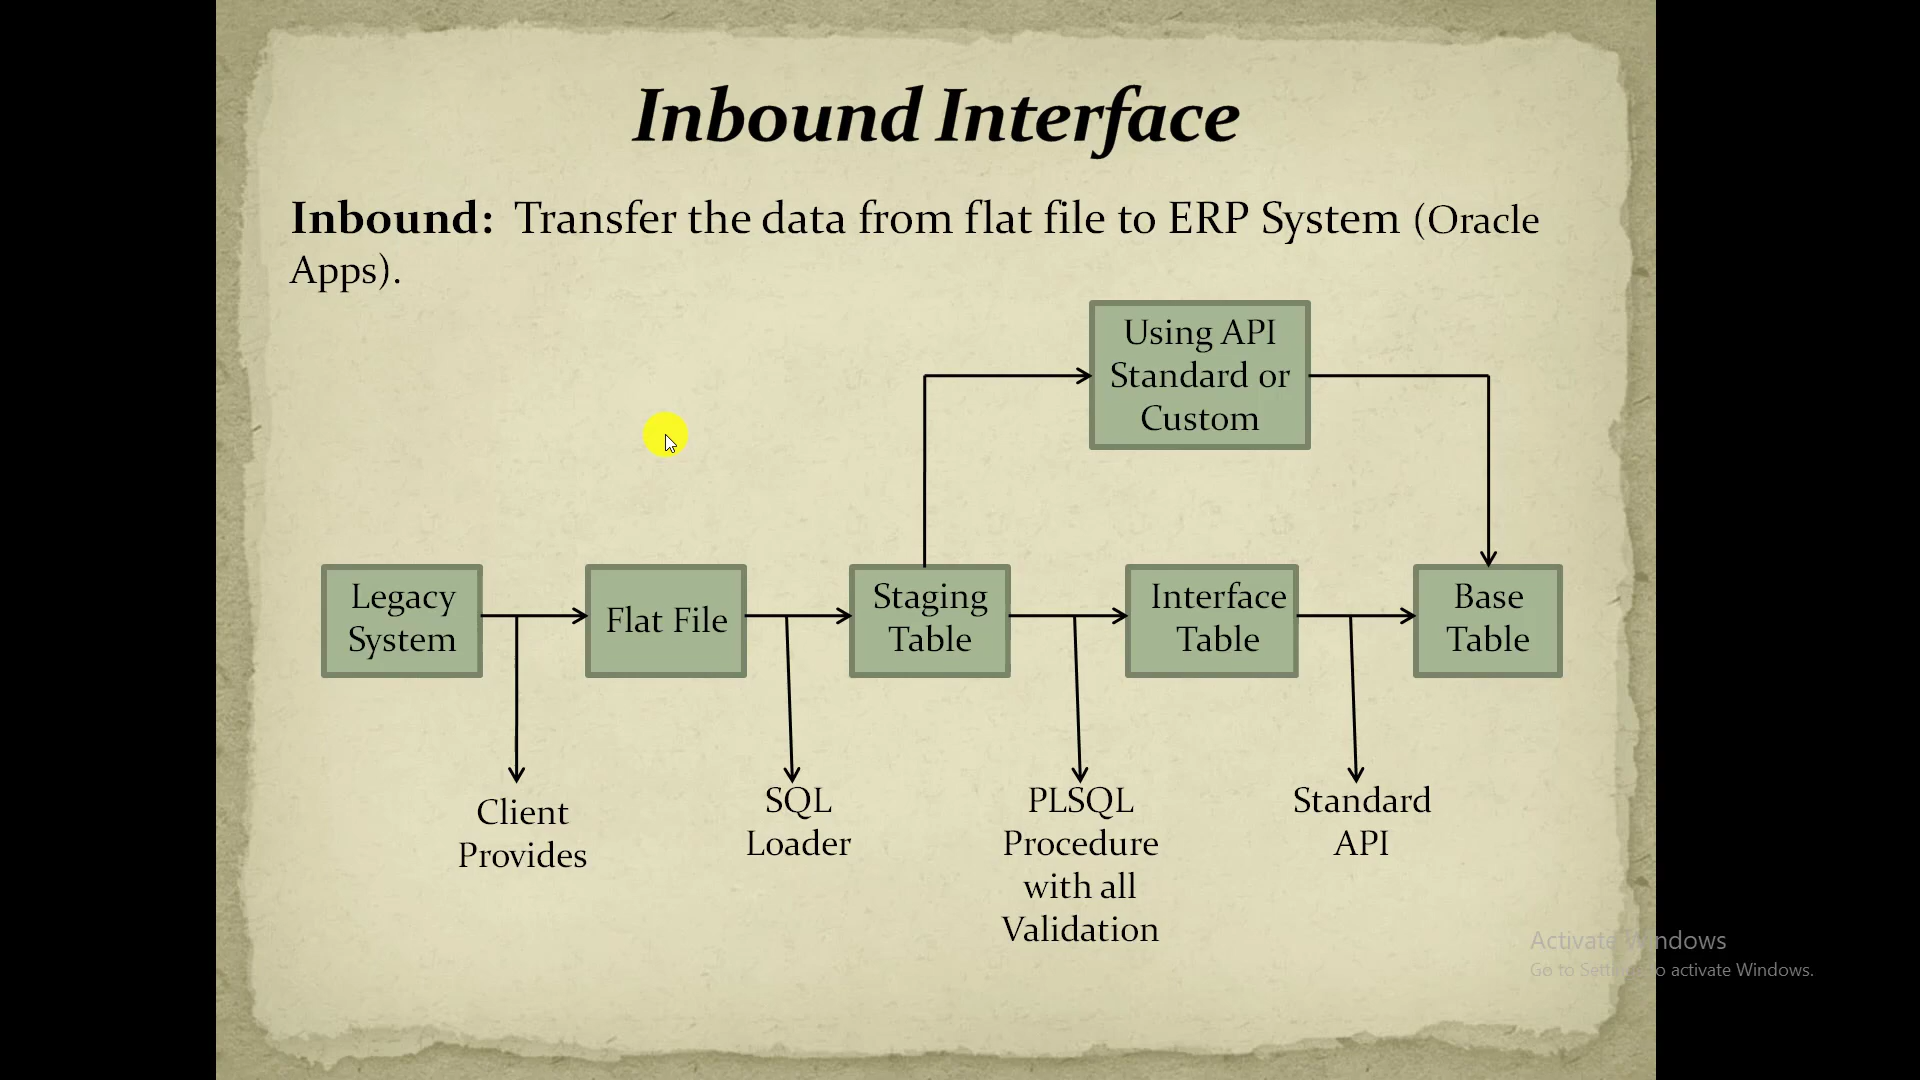 Inbound Interface
Inbound: Transfer the data from flat file to ERP System (Oracle
Apps).
Using API
Standard or
Custom
Legacy
System
Flat File
Staging
Table
Interface
Table
Base
Table
Client
Provides
SQL
Loader
PLSQL
Procedure
with all
Validation
Standard
API
Activate Windows
Go to Settings to activate Windows.